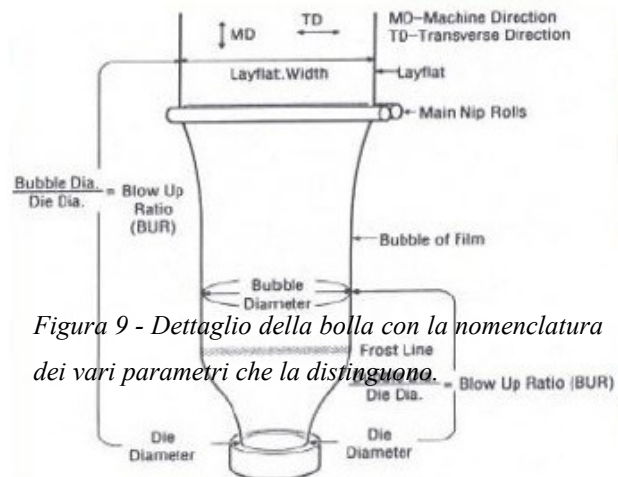 MD
TD
MD-Machine Direction
TD-Transverse Direction
Layflat Width
Layflat
Main Nip Rolls
Bubble Dia.
Die Dia.
= Blow Up
Ratio
(BUR)
Bubble of Film
Bubble
Diameter
Figura 9 - Dettaglio della bolla con la nomenclatura
Frost Line
dei vari parametri che la distinguono.
Die Dia.
= Blow Up Ratio (BUR)
Die
Diameter
Die
Diameter